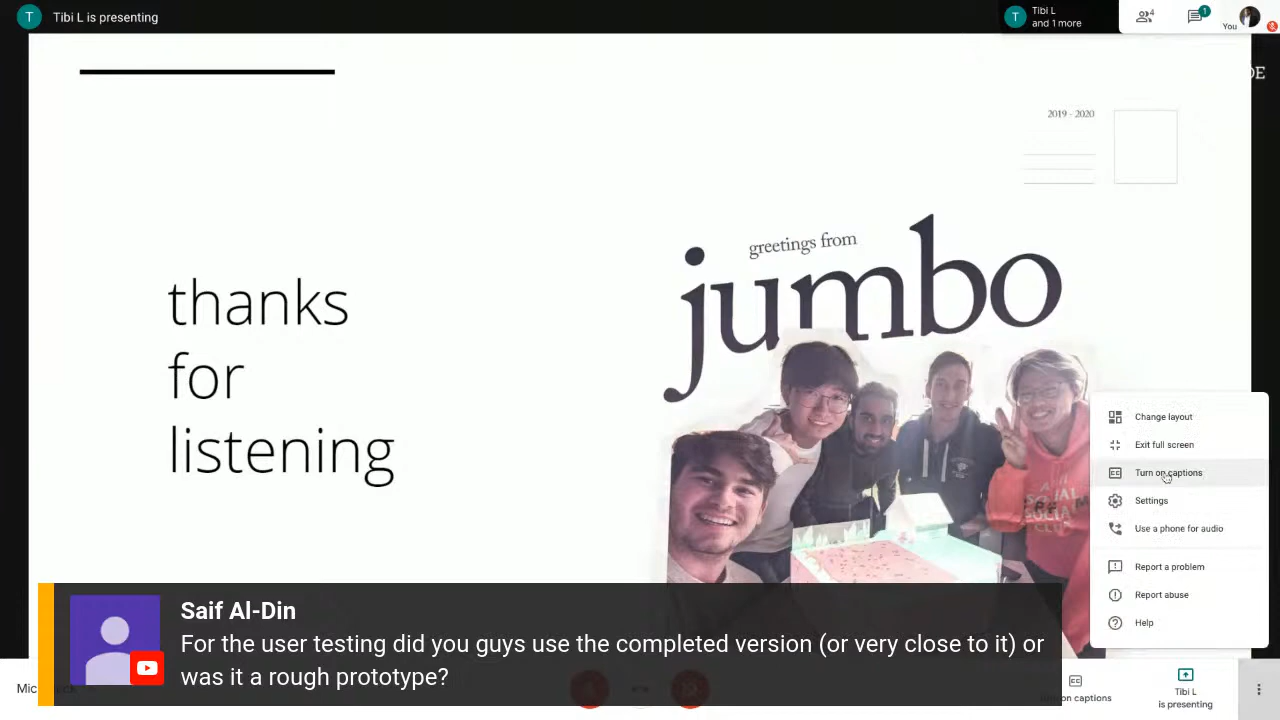 T
Tibi L is presenting
T
Tibi L
and 1 more
4
1
You
2019 - 2020
greetings from
jumbo
thanks
for
listening
Change layout
Exit full screen
Turn on captions
Settings
Use a phone for audio
Report a problem
Report abuse
Help
Saif Al-Din
For the user testing did you guys use the completed version (or very close to it) or
was it a rough prototype?
captions
Tibi L
is presenting